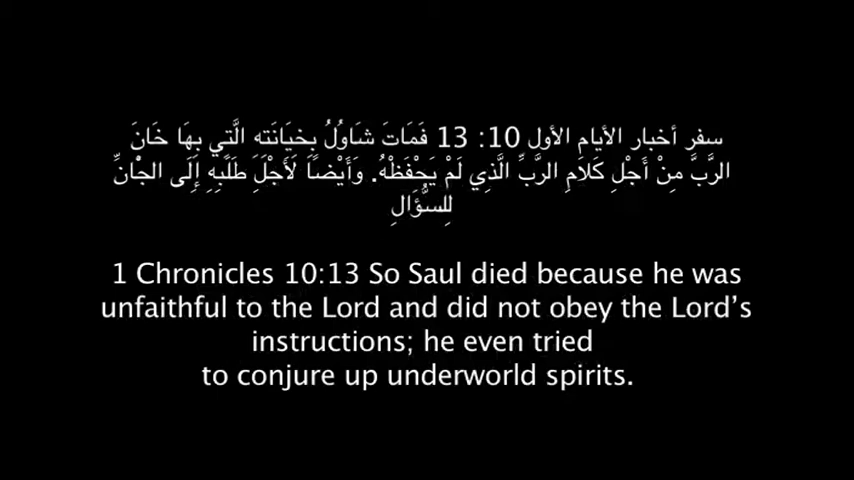 سفر أخبار الأيام الأول 10: 13 فَمَاتَ شَاوُلُ بِخِيَانَتِه الَّتِي بِهَا خَانَ
الرَّبَّ مِنْ أَجْلِ كَلاَمِ الرَّبِّ الَّذِي لَمْ يَحْفَظْهُ. وَأَيْضاً لأَجْلِ طَلَبِهِ إِلَى الجْانِّ
لِلسُّؤَالِ
1 Chronicles 10:13 So Saul died because he was
unfaithful to the Lord and did not obey the Lord’s
instructions; he even tried
to conjure up underworld spirits.